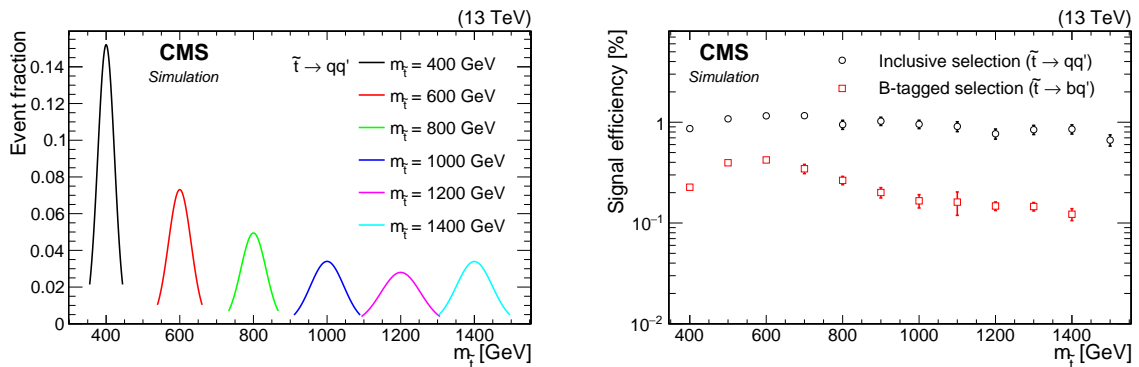 (13 TeV)
CMS
Simulation
t̃ → qq'
m_t̃ = 400 GeV
m_t̃ = 600 GeV
m_t̃ = 800 GeV
m_t̃ = 1000 GeV
m_t̃ = 1200 GeV
m_t̃ = 1400 GeV
Event fraction
0.14
0.12
0.1
0.08
0.06
0.04
0.02
0
400 600 800 1000 1200 1400
m_t̃ [GeV]
(13 TeV)
CMS
Simulation
Inclusive selection (t̃ → qq')
B-tagged selection (t̃ → bq')
Signal efficiency [%]
1
10⁻¹
10⁻²
400 600 800 1000 1200 1400
m_t̃ [GeV]